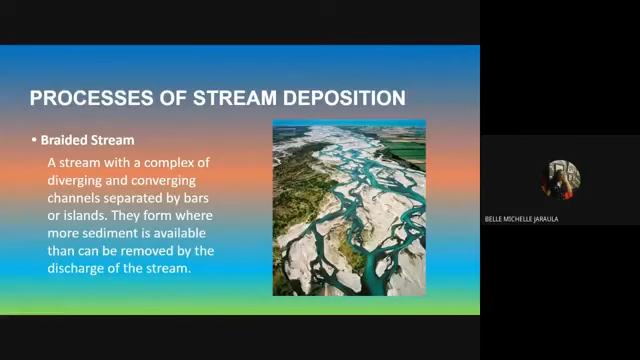 PROCESSES OF STREAM DEPOSITION
• Braided Stream
A stream with a complex of
diverging and converging
channels separated by bars
or islands. They form where
more sediment is available
than can be removed by the
discharge of the stream.
BELLE MICHELLE JARAULA